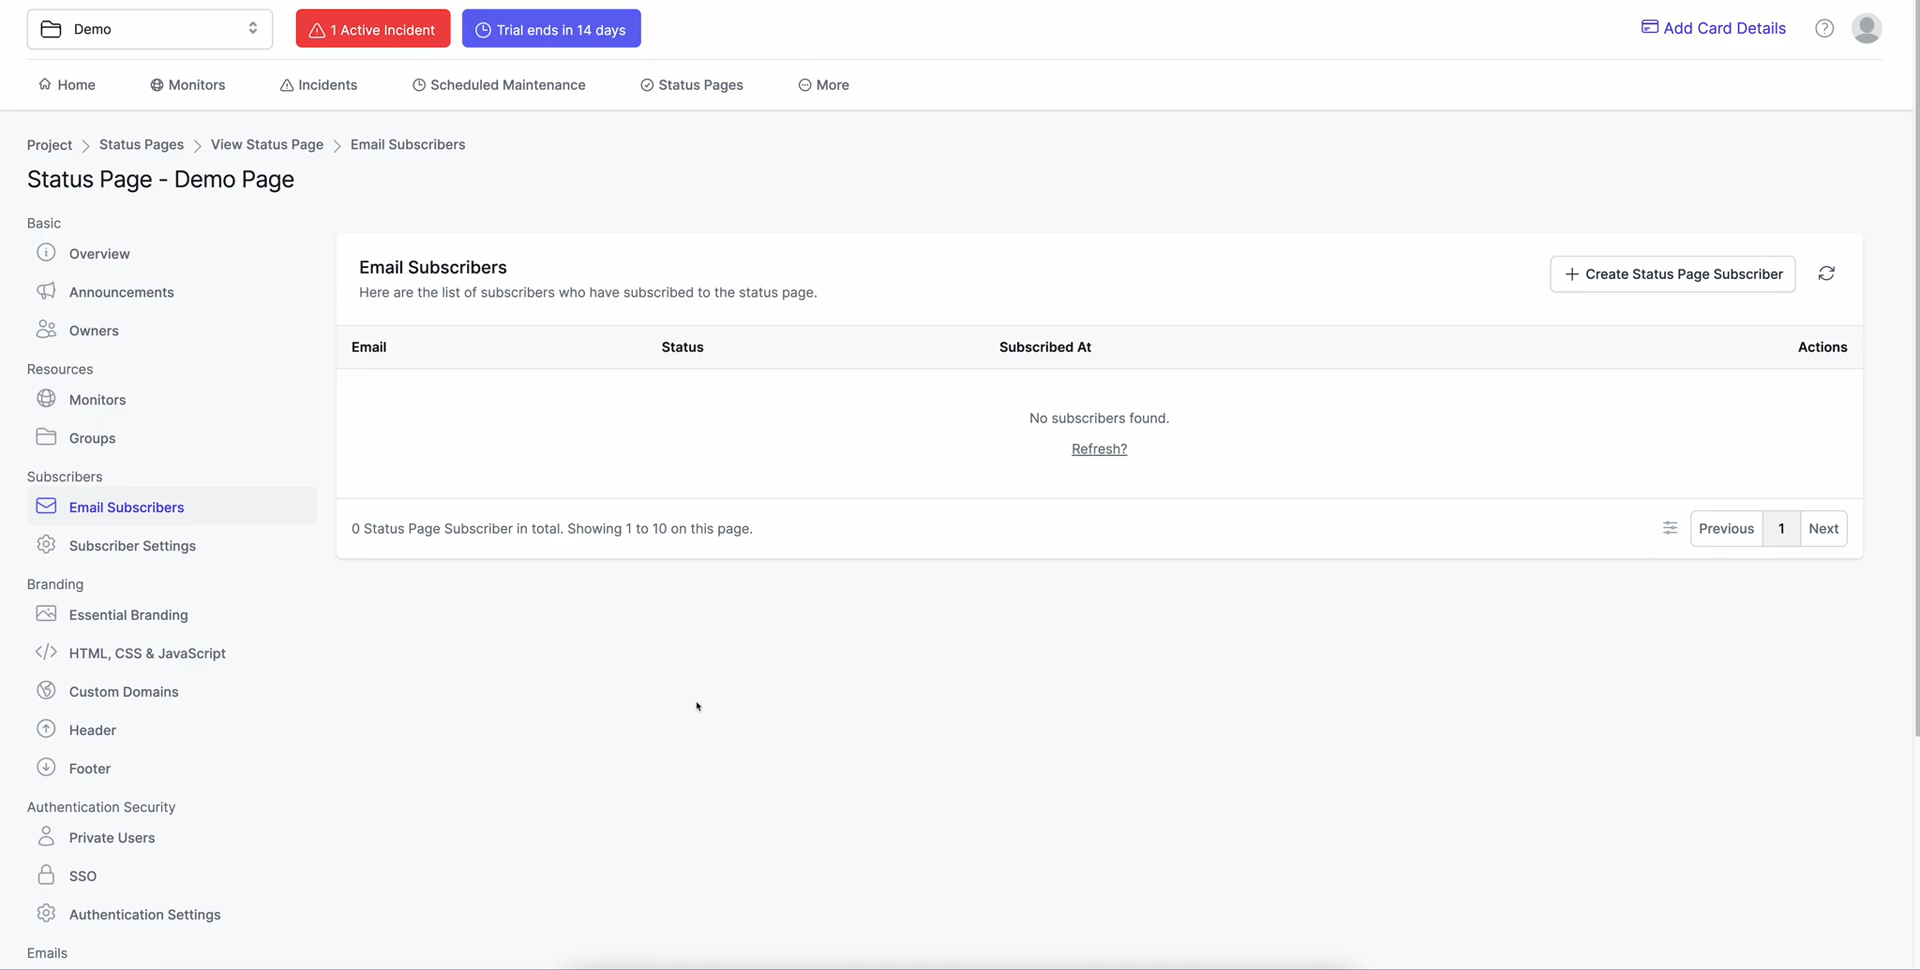 Demo
1 Active Incident
Trial ends in 14 days
Add Card Details
Home
Monitors
Incidents
Scheduled Maintenance
Status Pages
More
Project
Status Pages
View Status Page
Email Subscribers
Status Page - Demo Page
Basic
Overview
Announcements
Owners
Resources
Monitors
Groups
Subscribers
Email Subscribers
Subscriber Settings
Branding
Essential Branding
HTML, CSS & JavaScript
Custom Domains
Header
Footer
Authentication Security
Private Users
SSO
Authentication Settings
Emails
Email Subscribers
Here are the list of subscribers who have subscribed to the status page.
+ Create Status Page Subscriber
Email
Status
Subscribed At
Actions
No subscribers found.
Refresh?
0 Status Page Subscriber in total. Showing 1 to 10 on this page.
Previous
1
Next